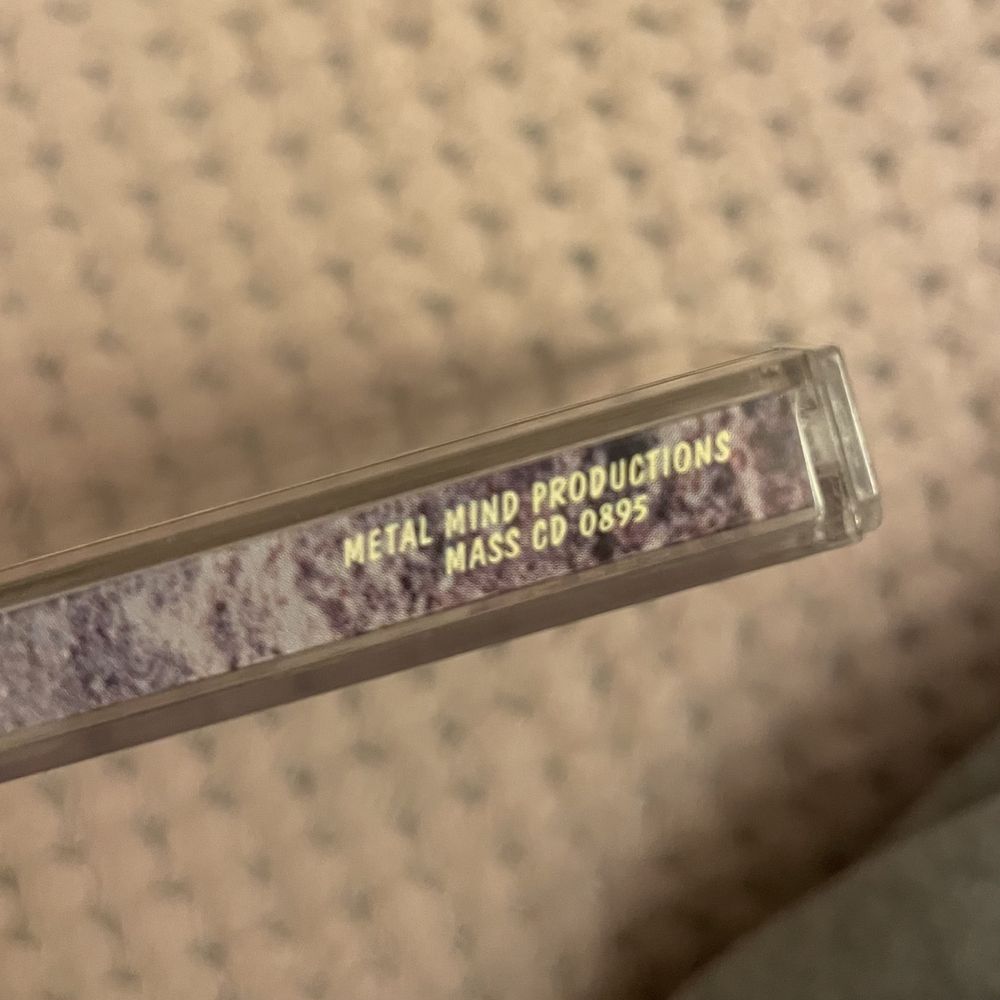 METAL MIND PRODUCTIONS
MASS CD 0895